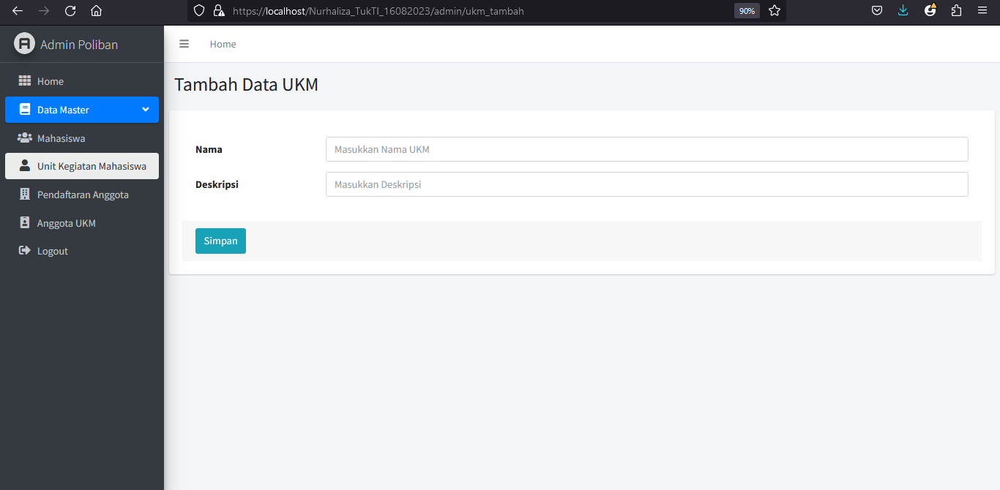 https://localhost/Nurhaliza_TukTI_16082023/admin/ukm_tambah
90%
Admin Poliban
Home
Home
Data Master
Mahasiswa
Unit Kegiatan Mahasiswa
Pendaftaran Anggota
Anggota UKM
Logout
Tambah Data UKM
Nama
Masukkan Nama UKM
Deskripsi
Masukkan Deskripsi
Simpan